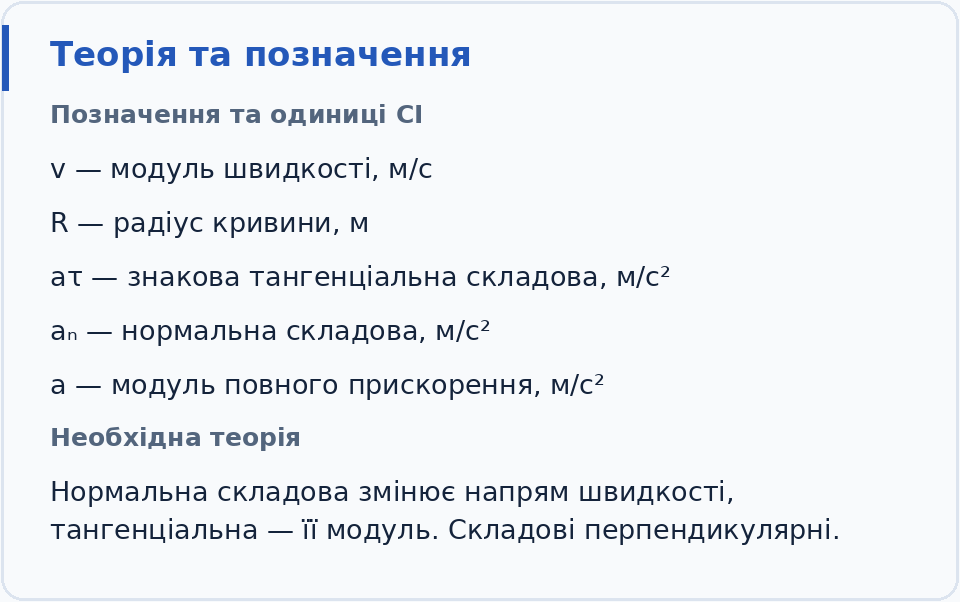 Теорія та позначення
Позначення та одиниці СІ
v — модуль швидкості, м/с
R — радіус кривини, м
aτ — знакова тангенціальна складова, м/с²
aₙ — нормальна складова, м/с²
a — модуль повного прискорення, м/с²
Необхідна теорія
Нормальна складова змінює напрям швидкості,
тангенціальна — її модуль. Складові перпендикулярні.